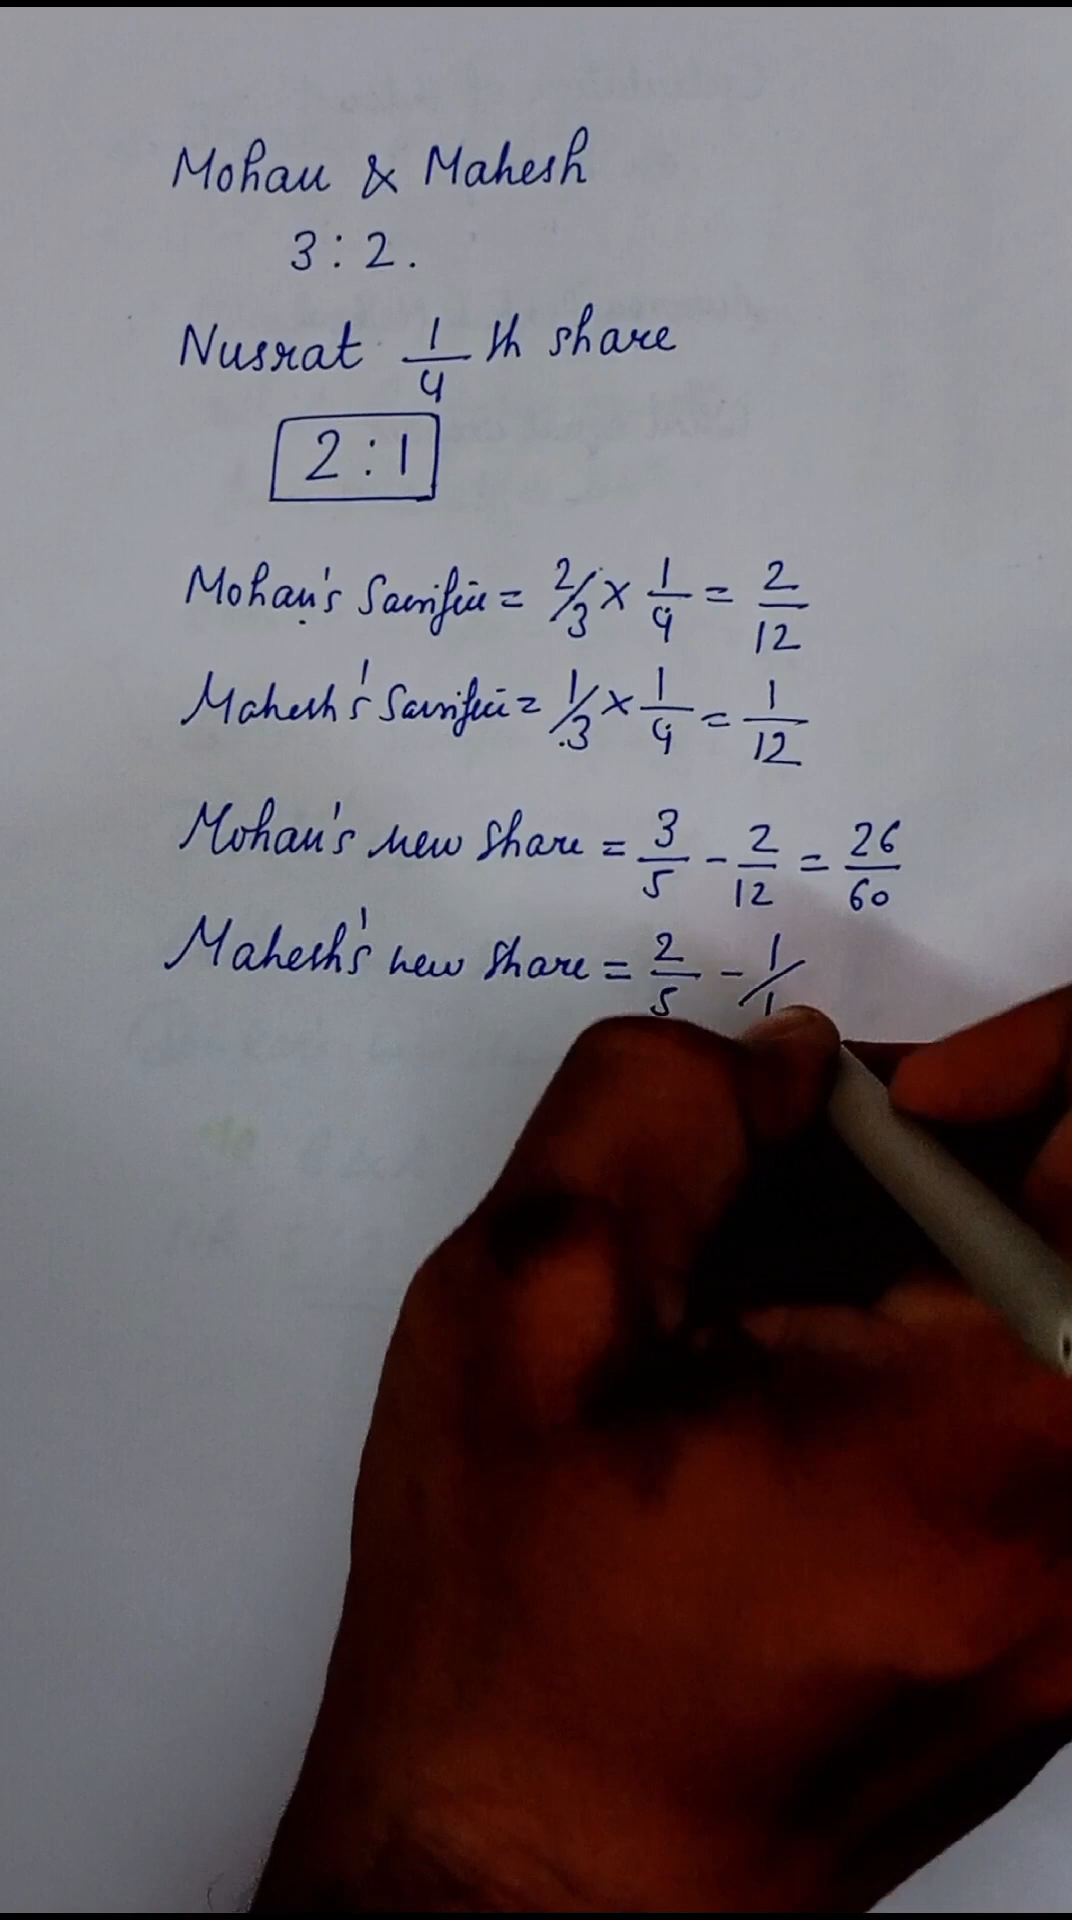 Mohan & Mahesh
3 : 2.
Nusrat 1/4 th share
2 : 1
Mohan's Sacrifice = 2/3 × 1/4 = 2/12
Mahesh's Sacrifice = 1/3 × 1/4 = 1/12
Mohan's new share = 3/5 - 2/12 = 26/60
Mahesh's new share = 2/5 - 1/1